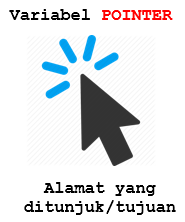 Variabel POINTER
Alamat yang
ditunjuk/tujuan